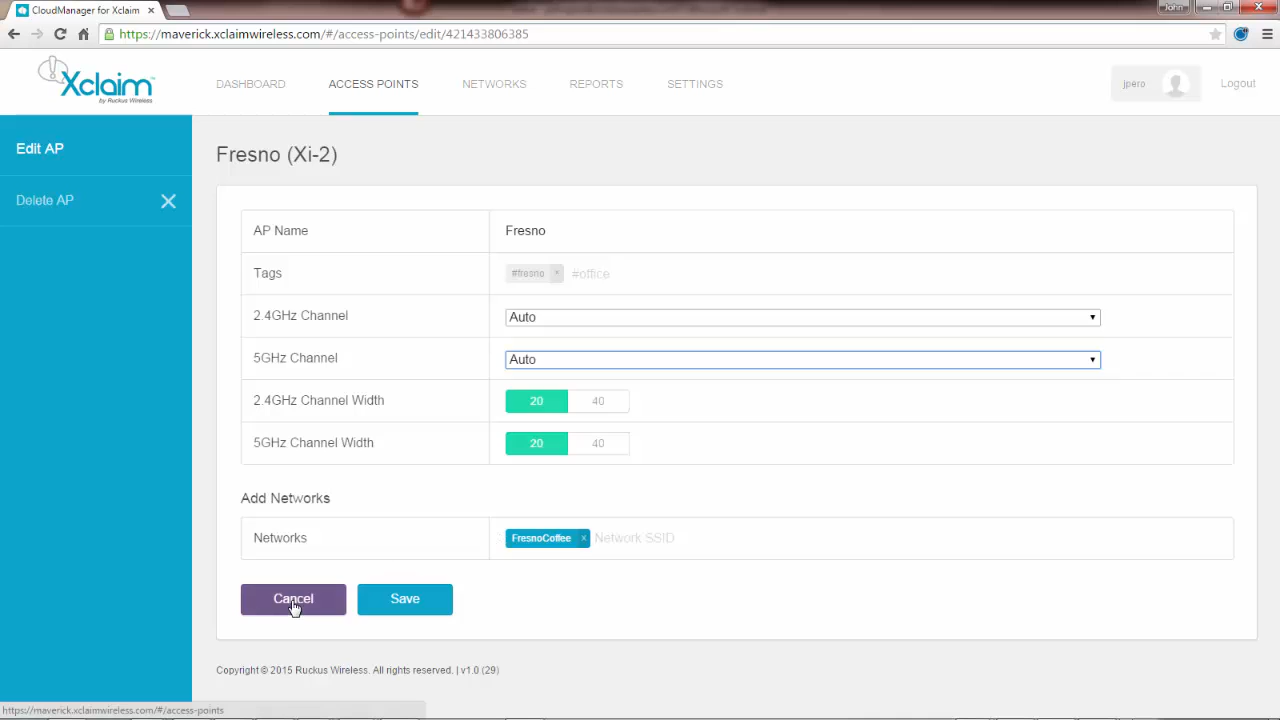 CloudManager for Xclaim
John
https://maverick.xclaimwireless.com/#/access-points/edit/421433806385
Xclaim
by Ruckus Wireless
DASHBOARD
ACCESS POINTS
NETWORKS
REPORTS
SETTINGS
jpero
Logout
Edit AP
Delete AP
Fresno (Xi-2)
AP Name
Fresno
Tags
#fresno × #office
2.4GHz Channel
Auto
5GHz Channel
Auto
2.4GHz Channel Width
20 40
5GHz Channel Width
20 40
Add Networks
Networks
FresnoCoffee × Network SSID
Cancel
Save
Copyright © 2015 Ruckus Wireless. All rights reserved. | v1.0 (29)
https://maverick.xclaimwireless.com/#/access-points